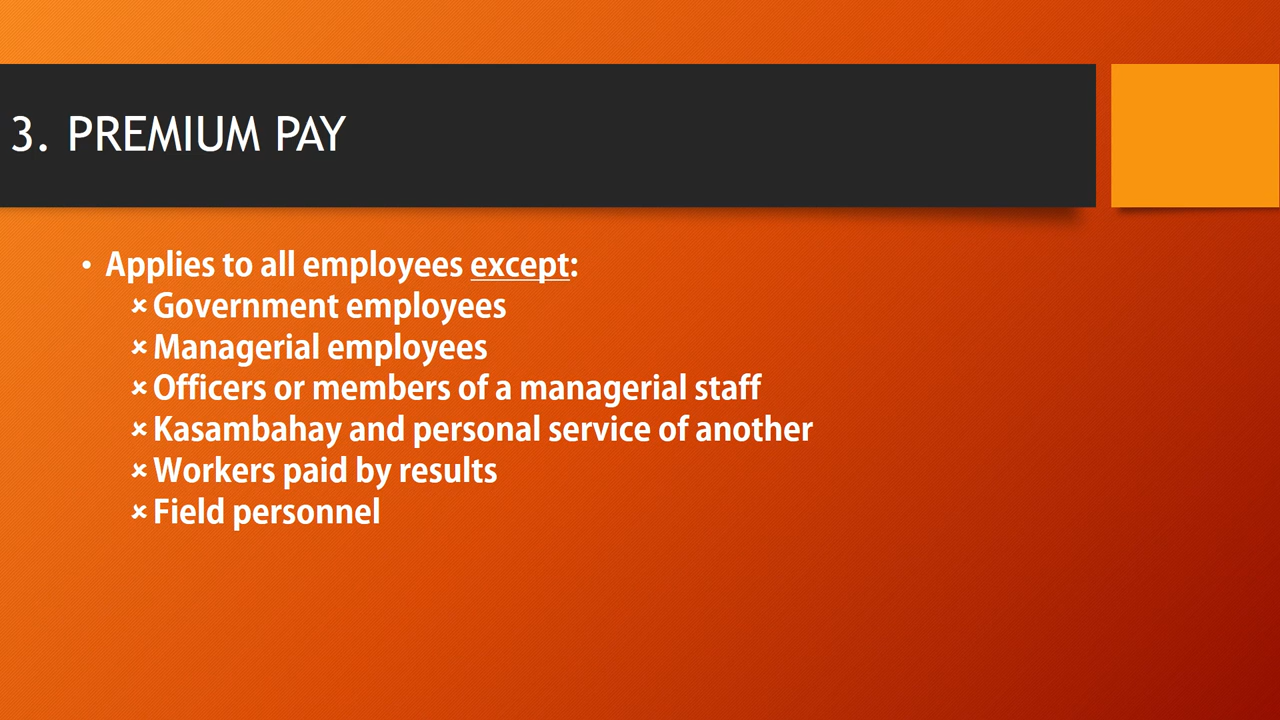 3. PREMIUM PAY
• Applies to all employees except:
× Government employees
× Managerial employees
× Officers or members of a managerial staff
× Kasambahay and personal service of another
× Workers paid by results
× Field personnel